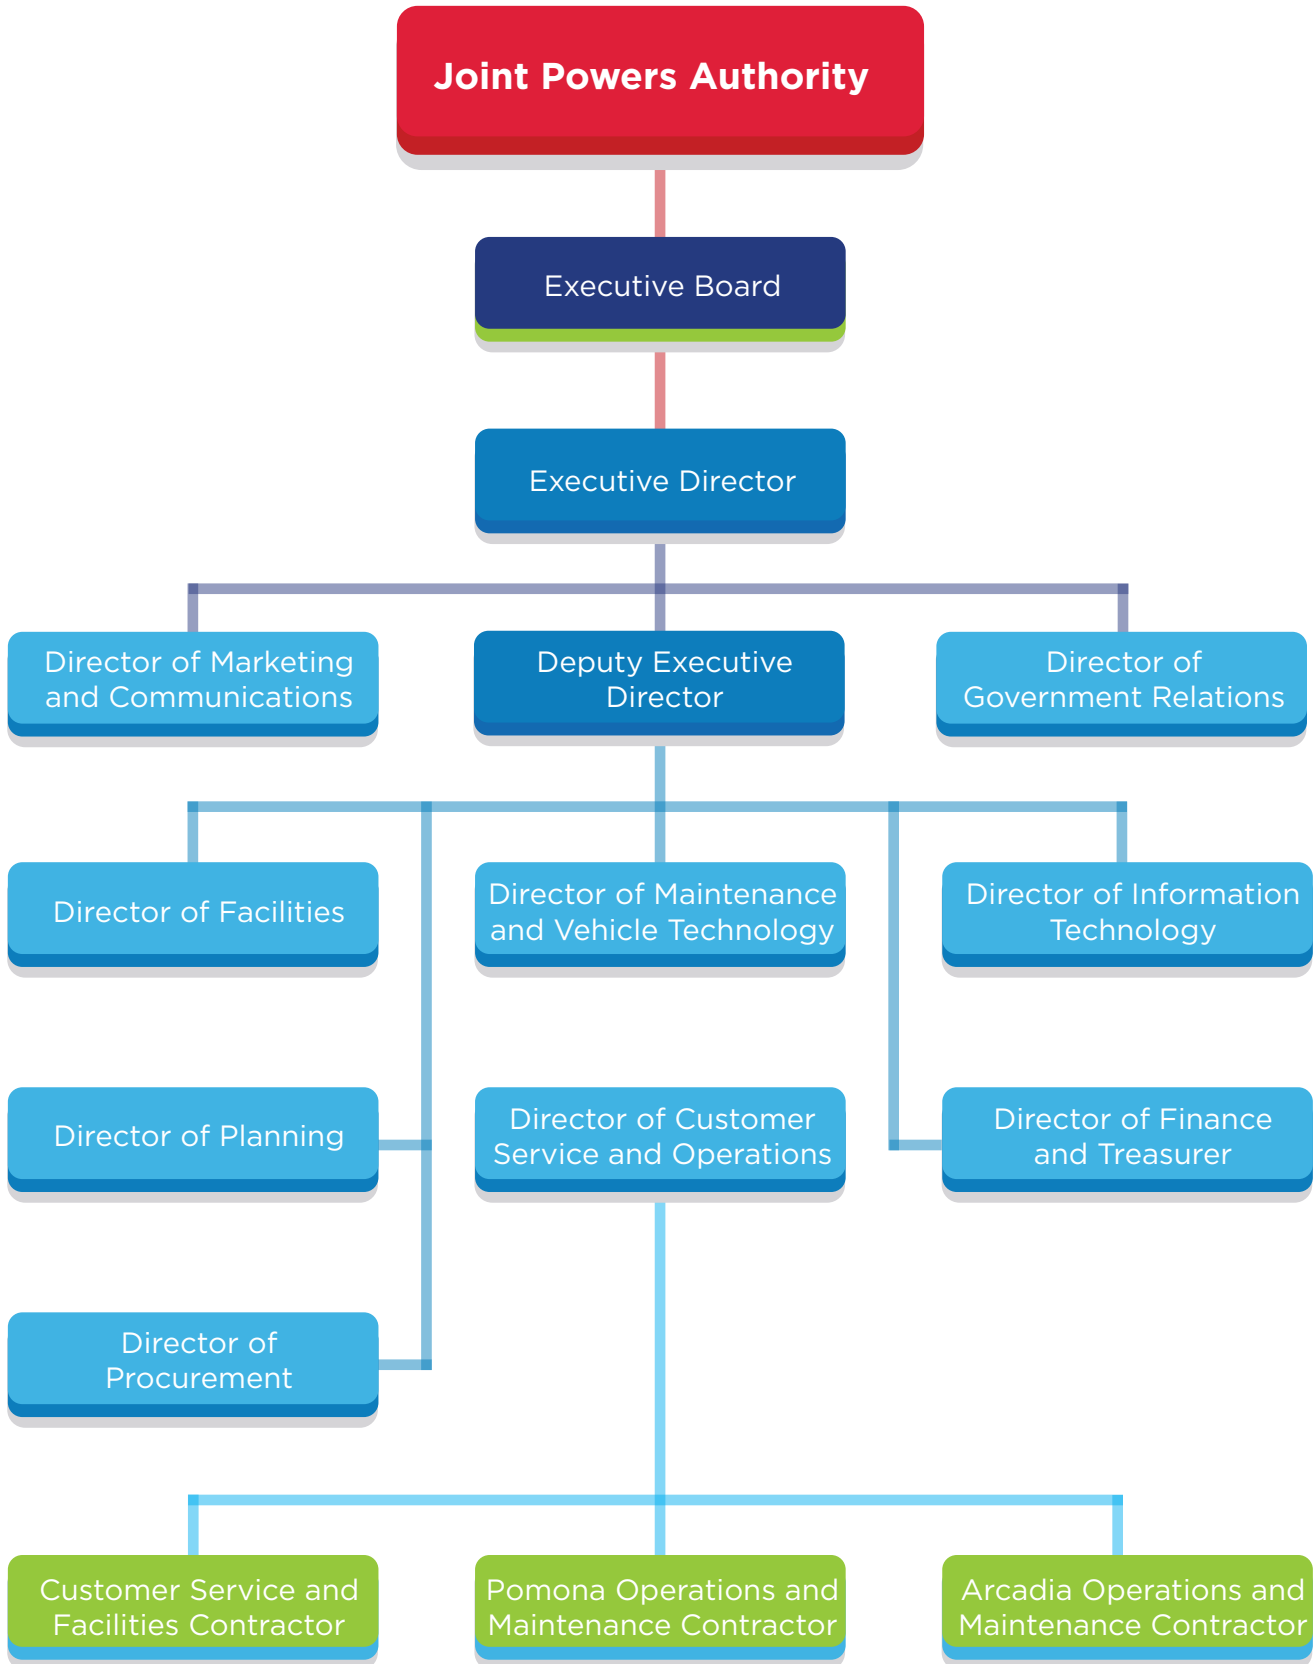 Joint Powers Authority
Executive Board
Executive Director
Director of Marketing
and Communications
Deputy Executive
Director
Director of
Government Relations
Director of Facilities
Director of Maintenance
and Vehicle Technology
Director of Information
Technology
Director of Planning
Director of Customer
Service and Operations
Director of Finance
and Treasurer
Director of
Procurement
Customer Service and
Facilities Contractor
Pomona Operations and
Maintenance Contractor
Arcadia Operations and
Maintenance Contractor